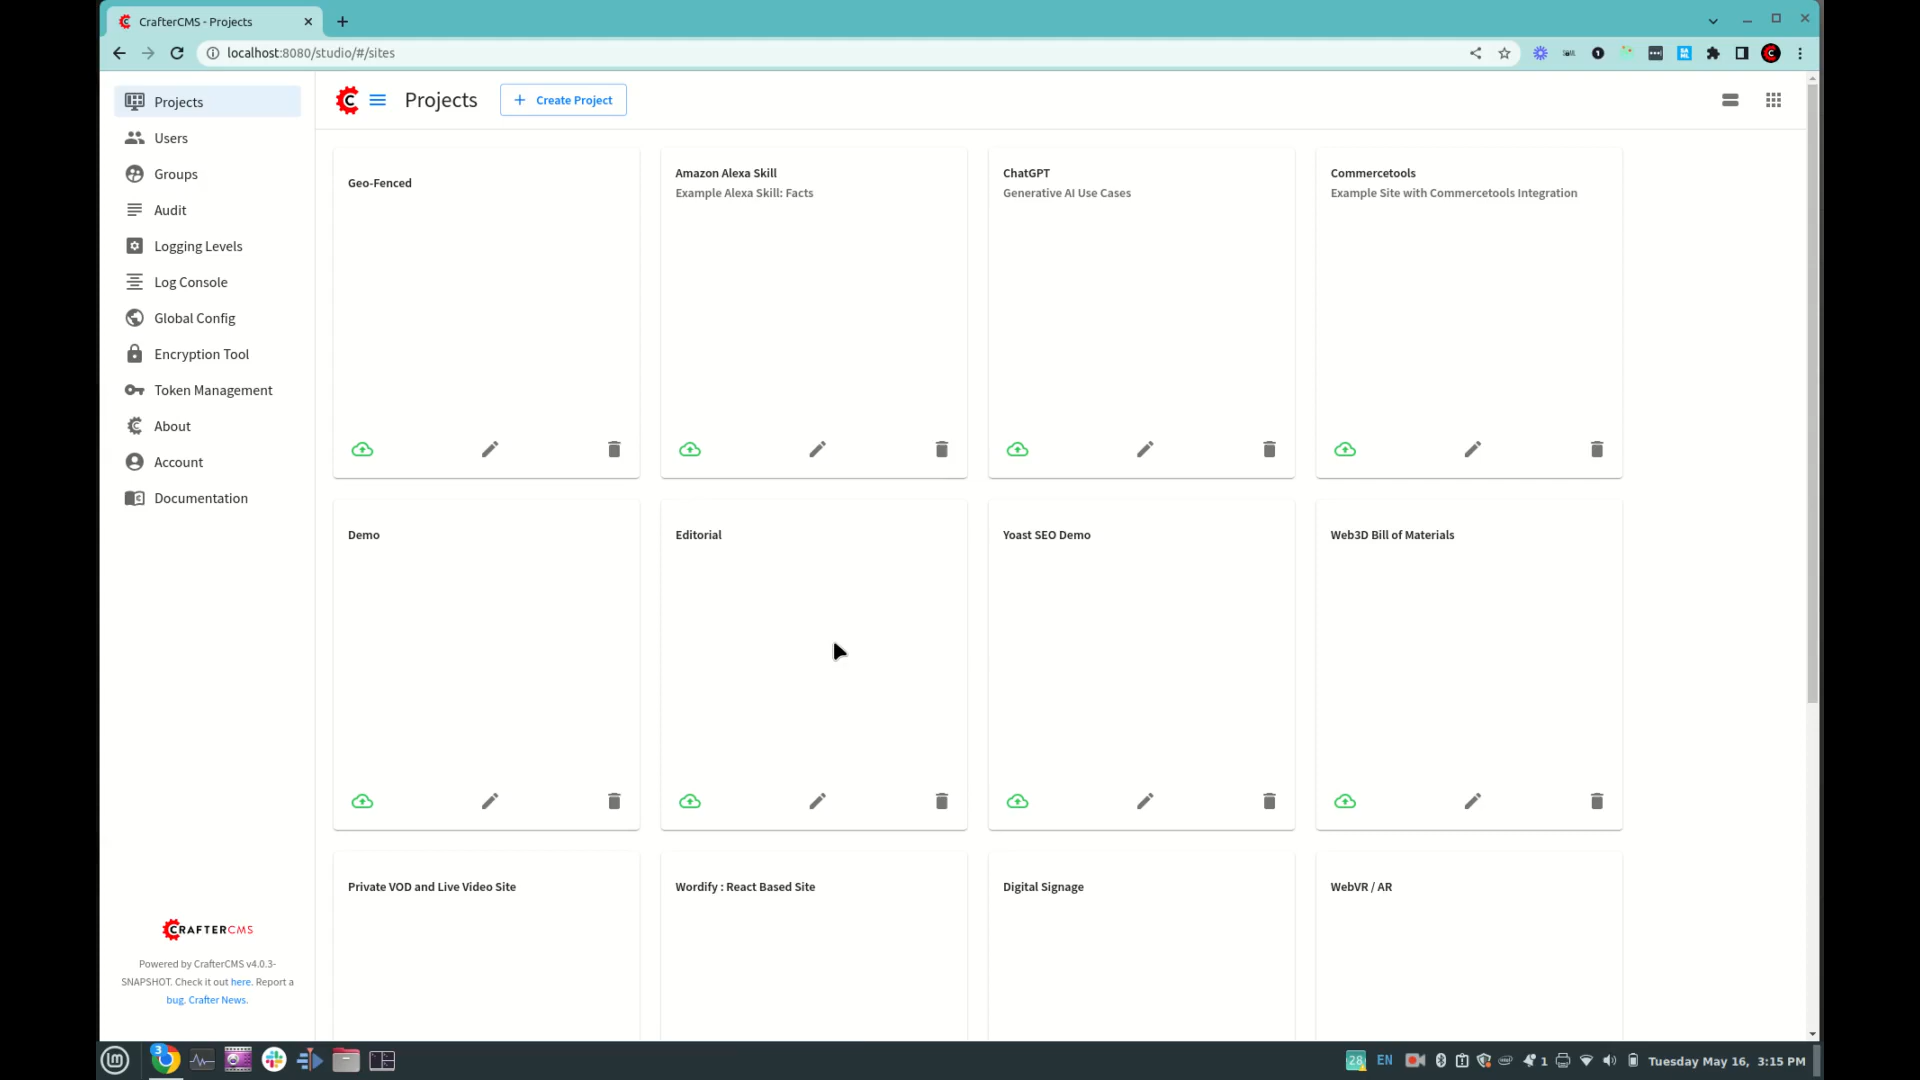 CrafterCMS - Projects
localhost:8080/studio/#/sites
Projects
Users
Groups
Audit
Logging Levels
Log Console
Global Config
Encryption Tool
Token Management
About
Account
Documentation
CRAFTERCMS
Powered by CrafterCMS v4.0.3-
SNAPSHOT. Check it out here. Report a
bug. Crafter News.
Projects
Create Project
Geo-Fenced
Amazon Alexa Skill
Example Alexa Skill: Facts
ChatGPT
Generative AI Use Cases
Commercetools
Example Site with Commercetools Integration
Demo
Editorial
Yoast SEO Demo
Web3D Bill of Materials
Private VOD and Live Video Site
Wordify : React Based Site
Digital Signage
WebVR / AR
3
28
EN
1
Tuesday May 16, 3:15 PM